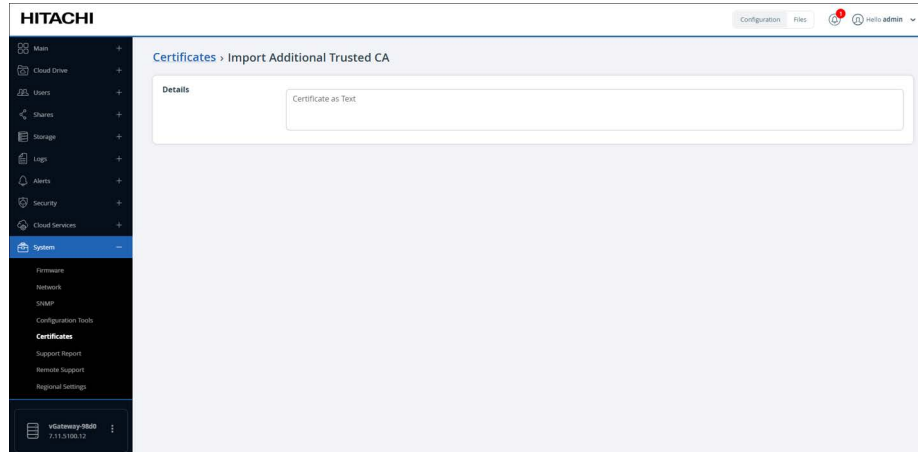 HITACHI
Configuration Files 1 Hello admin
Main +
Cloud Drive +
Users +
Shares +
Storage +
Logs +
Alerts +
Security +
Cloud Services +
System −
Firmware
Network
SNMP
Configuration Tools
Certificates
Support Report
Remote Support
Regional Settings
vGateway-98d0
7.11.5100.12
Certificates › Import Additional Trusted CA
Details
Certificate as Text